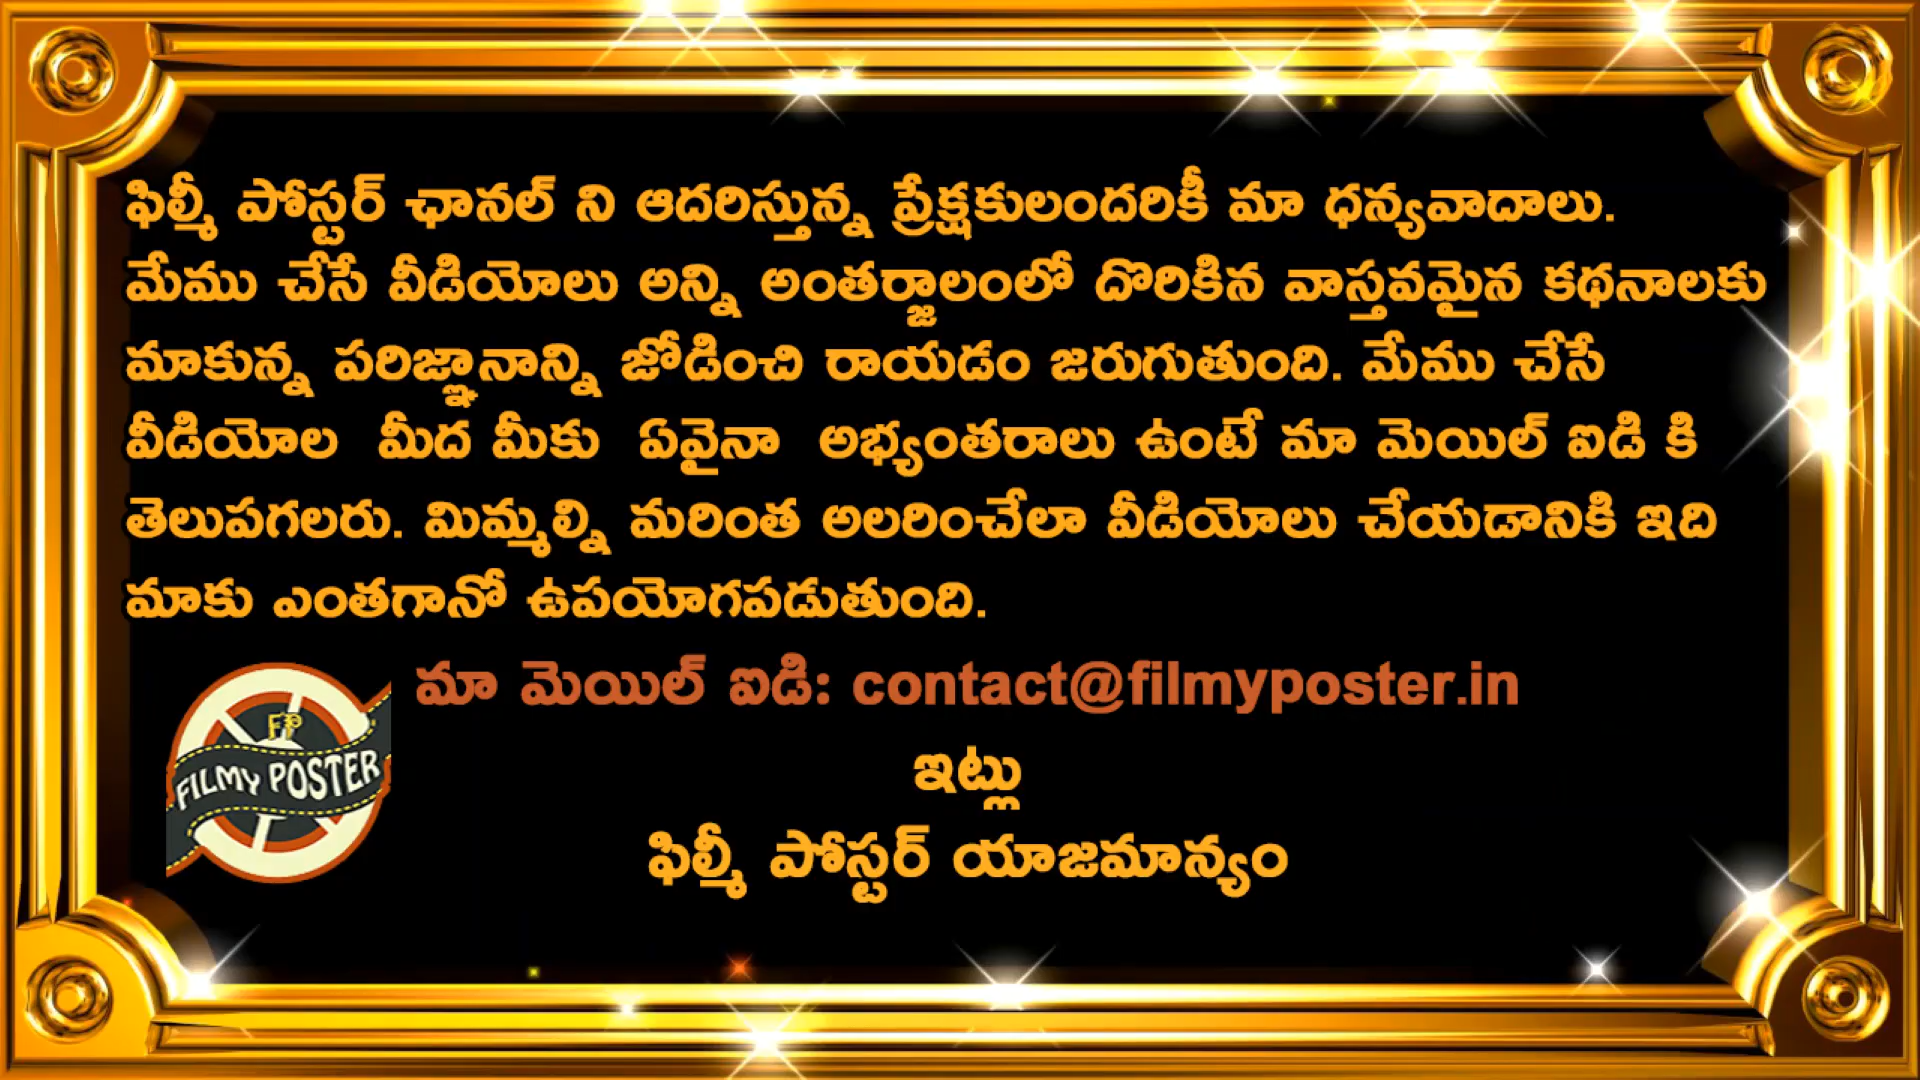 ఫిల్మీ పోస్టర్ ఛానల్ ని ఆదరిస్తున్న ప్రేక్షకులందరికీ మా ధన్యవాదాలు.
మేము చేసే వీడియోలు అన్ని అంతర్జాలంలో దొరికిన వాస్తవమైన కథనాలకు
మాకున్న పరిజ్ఞానాన్ని జోడించి రాయడం జరుగుతుంది. మేము చేసే
వీడియోల మీద మీకు ఏవైనా అభ్యంతరాలు ఉంటే మా మెయిల్ ఐడి కి
తెలుపగలరు. మిమ్మల్ని మరింత అలరించేలా వీడియోలు చేయడానికి ఇది
మాకు ఎంతగానో ఉపయోగపడుతుంది.
మా మెయిల్ ఐడి: contact@filmyposter.in
FP
FILMY POSTER
ఇట్లు
ఫిల్మీ పోస్టర్ యాజమాన్యం